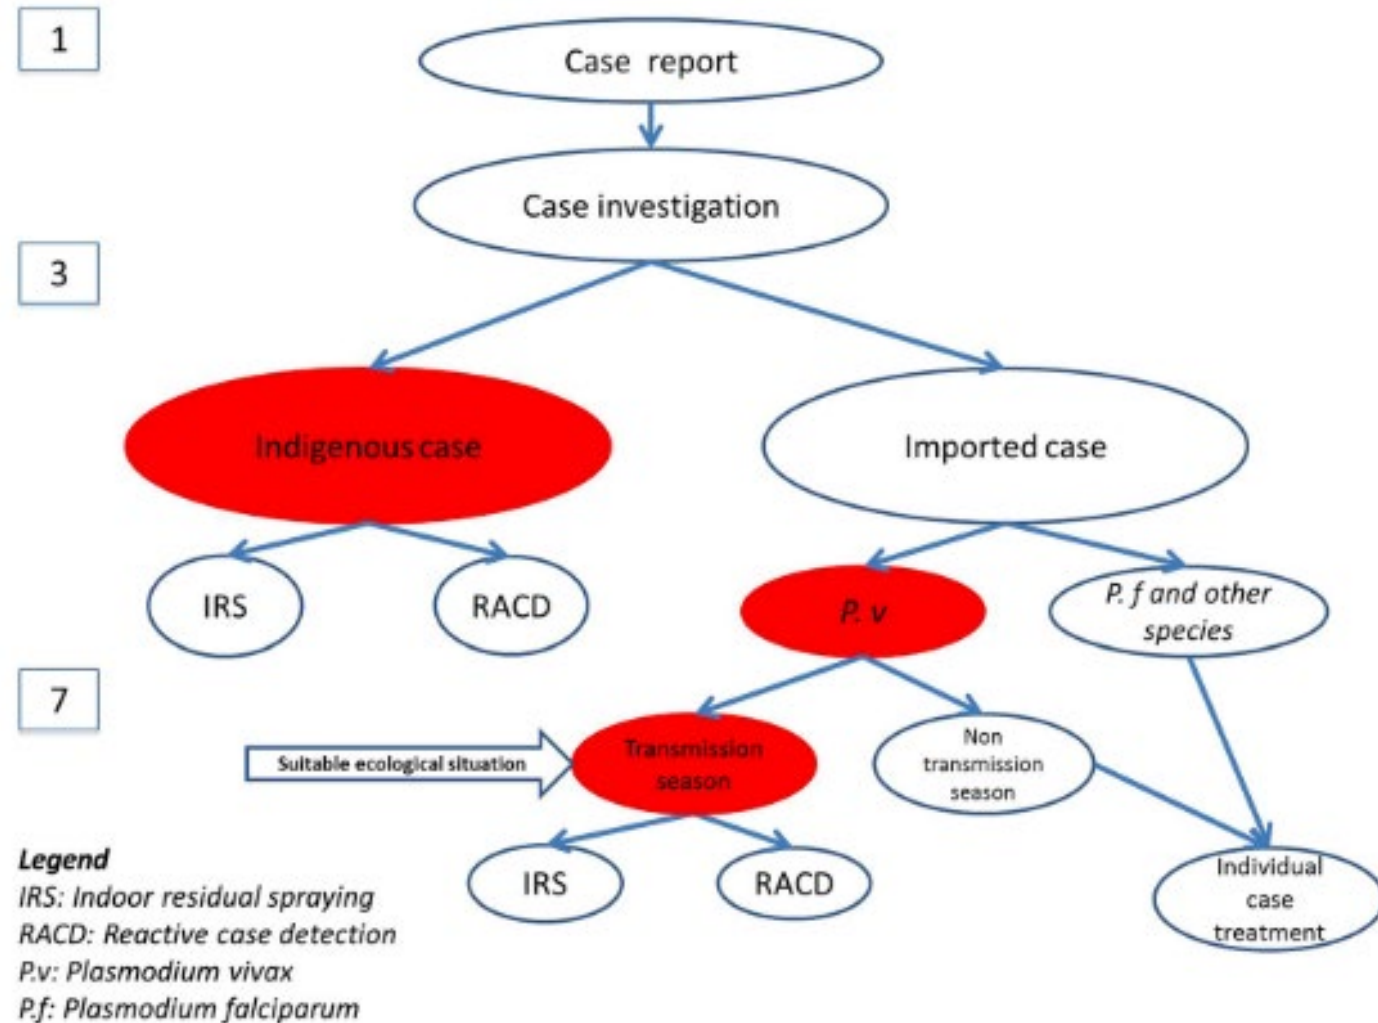 1
Case report
Case investigation
3
Indigenous case
Imported case
IRS
RACD
P. v
P. f and other
species
7
Suitable ecological situation
Transmission
season
Non
transmission
season
IRS
RACD
Individual
case
treatment
Legend
IRS: Indoor residual spraying
RACD: Reactive case detection
P.v: Plasmodium vivax
P.f: Plasmodium falciparum